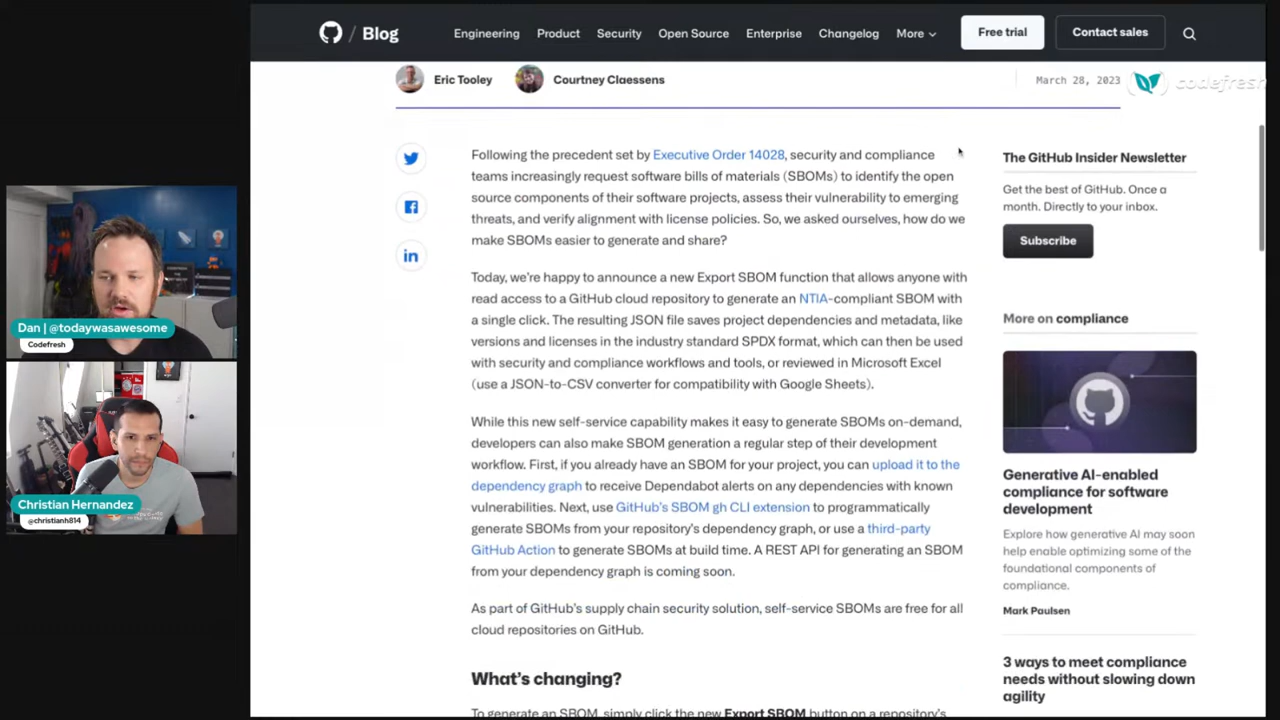 Blog
Engineering
Product
Security
Open Source
Enterprise
Changelog
More
Free trial
Contact sales
Eric Tooley
Courtney Claessens
March 28, 2023
codefresh
Following the precedent set by Executive Order 14028, security and compliance
teams increasingly request software bills of materials (SBOMs) to identify the open
source components of their software projects, assess their vulnerability to emerging
threats, and verify alignment with license policies. So, we asked ourselves, how do we
make SBOMs easier to generate and share?
Today, we're happy to announce a new Export SBOM function that allows anyone with
read access to a GitHub cloud repository to generate an NTIA-compliant SBOM with
a single click. The resulting JSON file saves project dependencies and metadata, like
versions and licenses in the industry standard SPDX format, which can then be used
with security and compliance workflows and tools, or reviewed in Microsoft Excel
(use a JSON-to-CSV converter for compatibility with Google Sheets).
While this new self-service capability makes it easy to generate SBOMs on-demand,
developers can also make SBOM generation a regular step of their development
workflow. First, if you already have an SBOM for your project, you can upload it to the
dependency graph to receive Dependabot alerts on any dependencies with known
vulnerabilities. Next, use GitHub's SBOM gh CLI extension to programmatically
generate SBOMs from your repository's dependency graph, or use a third-party
GitHub Action to generate SBOMs at build time. A REST API for generating an SBOM
from your dependency graph is coming soon.
As part of GitHub's supply chain security solution, self-service SBOMs are free for all
cloud repositories on GitHub.
What's changing?
To generate an SBOM, simply click the new Export SBOM button on a repository's
The GitHub Insider Newsletter
Get the best of GitHub. Once a
month. Directly to your inbox.
Subscribe
More on compliance
Generative AI-enabled
compliance for software
development
Explore how generative AI may soon
help enable optimizing some of the
foundational components of
compliance.
Mark Paulsen
3 ways to meet compliance
needs without slowing down
agility
Dan | @todaywasawesome
Codefresh
Christian Hernandez
@christianh814